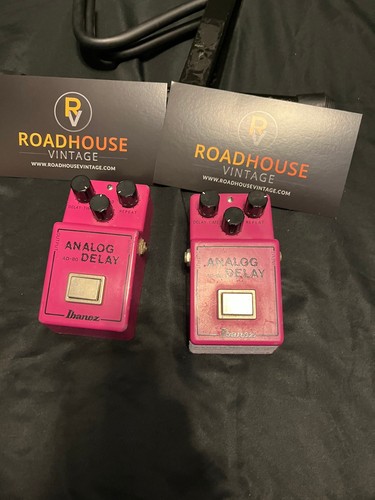 RV
ROADHOUSE
VINTAGE
WWW.ROADHOUSEVINTAGE.COM
RV
ROADHOUSE
VINTAGE
WWW.ROADHOUSEVINTAGE.COM
REPEAT
ANALOG
AD-80 DELAY
Ibanez
ANALOG
DELAY
Ibanez